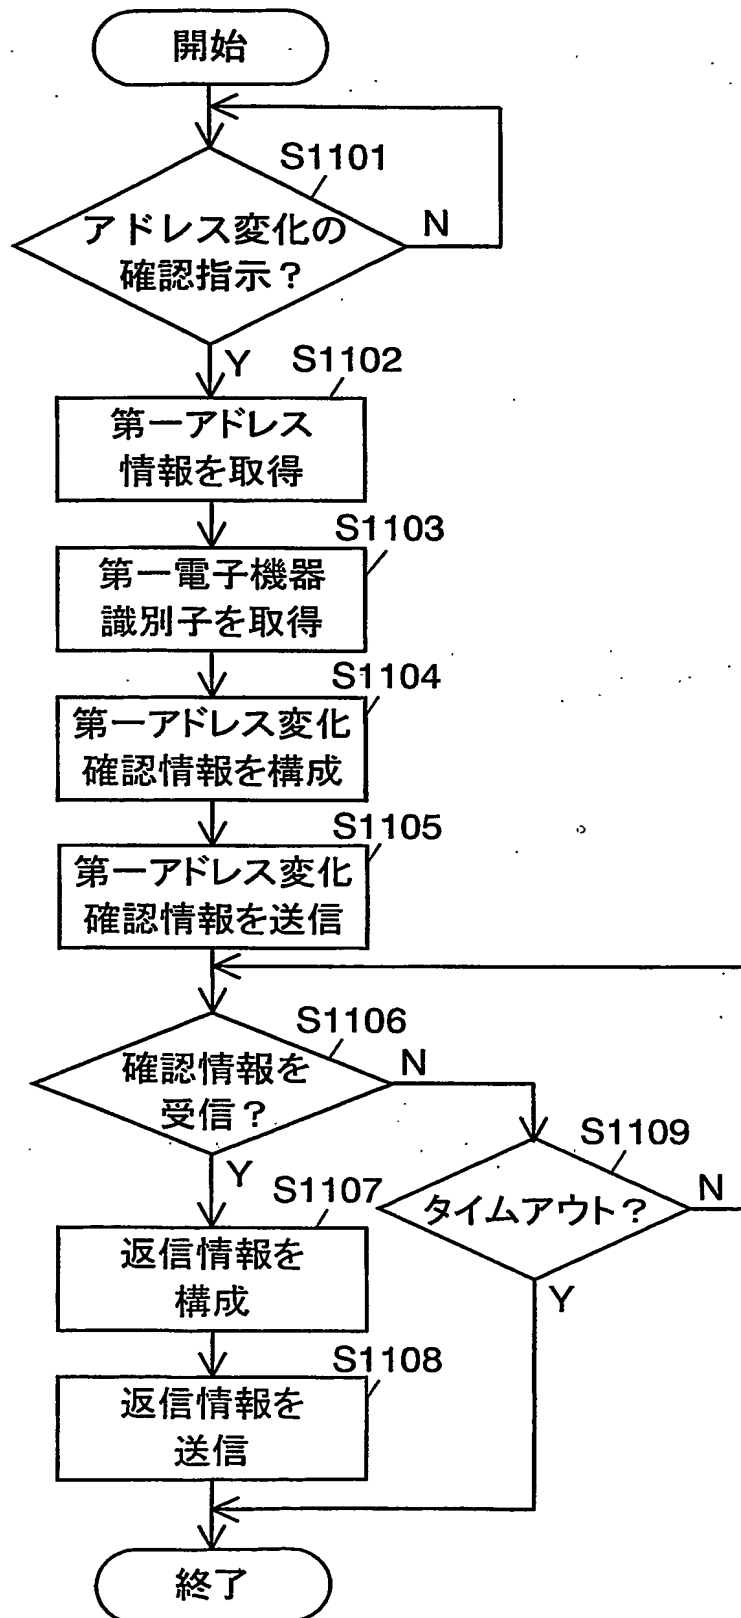 開始
S1101
アドレス変化の
確認指示？
N
Y
S1102
第一アドレス
情報を取得
S1103
第一電子機器
識別子を取得
S1104
第一アドレス変化
確認情報を構成
S1105
第一アドレス変化
確認情報を送信
S1106
確認情報を
受信？
N
Y
S1109
タイムアウト？
N
Y
S1107
返信情報を
構成
S1108
返信情報を
送信
終了